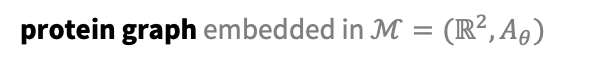 protein graph embedded in ℳ = (ℝ², A_θ)